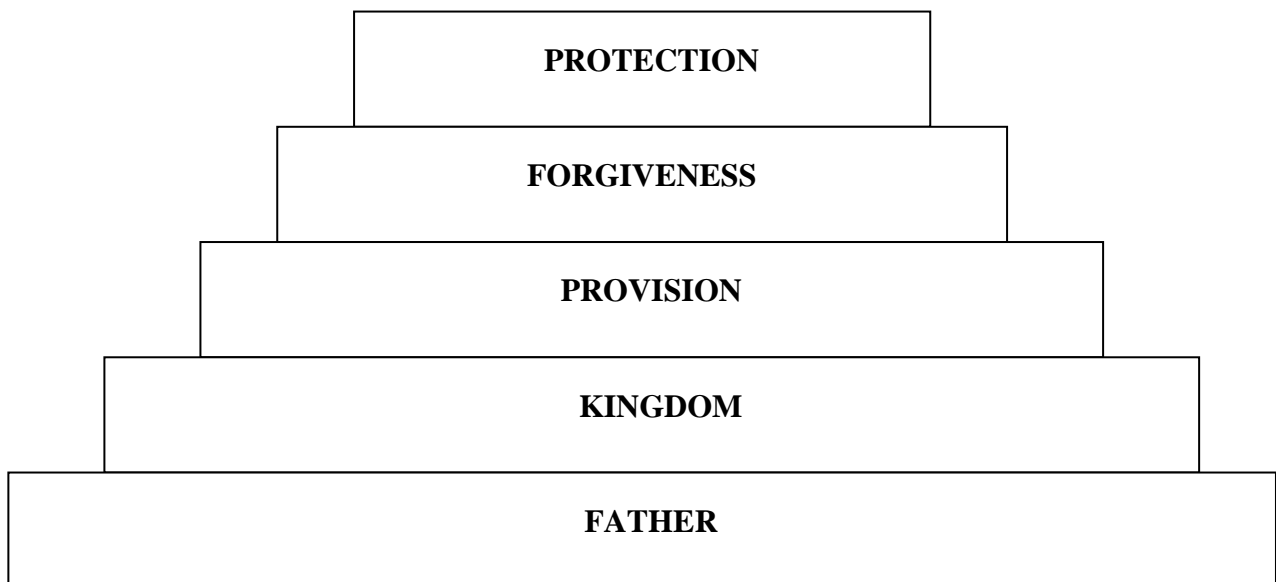 PROTECTION
FORGIVENESS
PROVISION
KINGDOM
FATHER